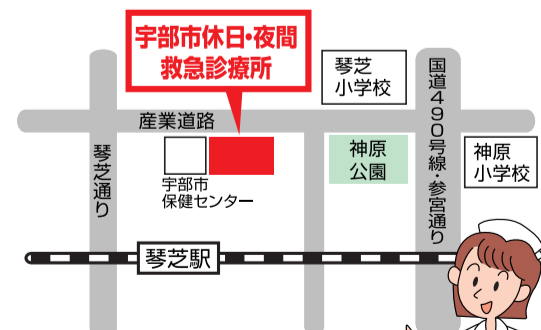 宇部市休日・夜間
救急診療所
琴芝
小学校
国道490号線・参宮通り
産業道路
琴芝通り
神原
公園
神原
小学校
宇部市
保健センター
琴芝駅